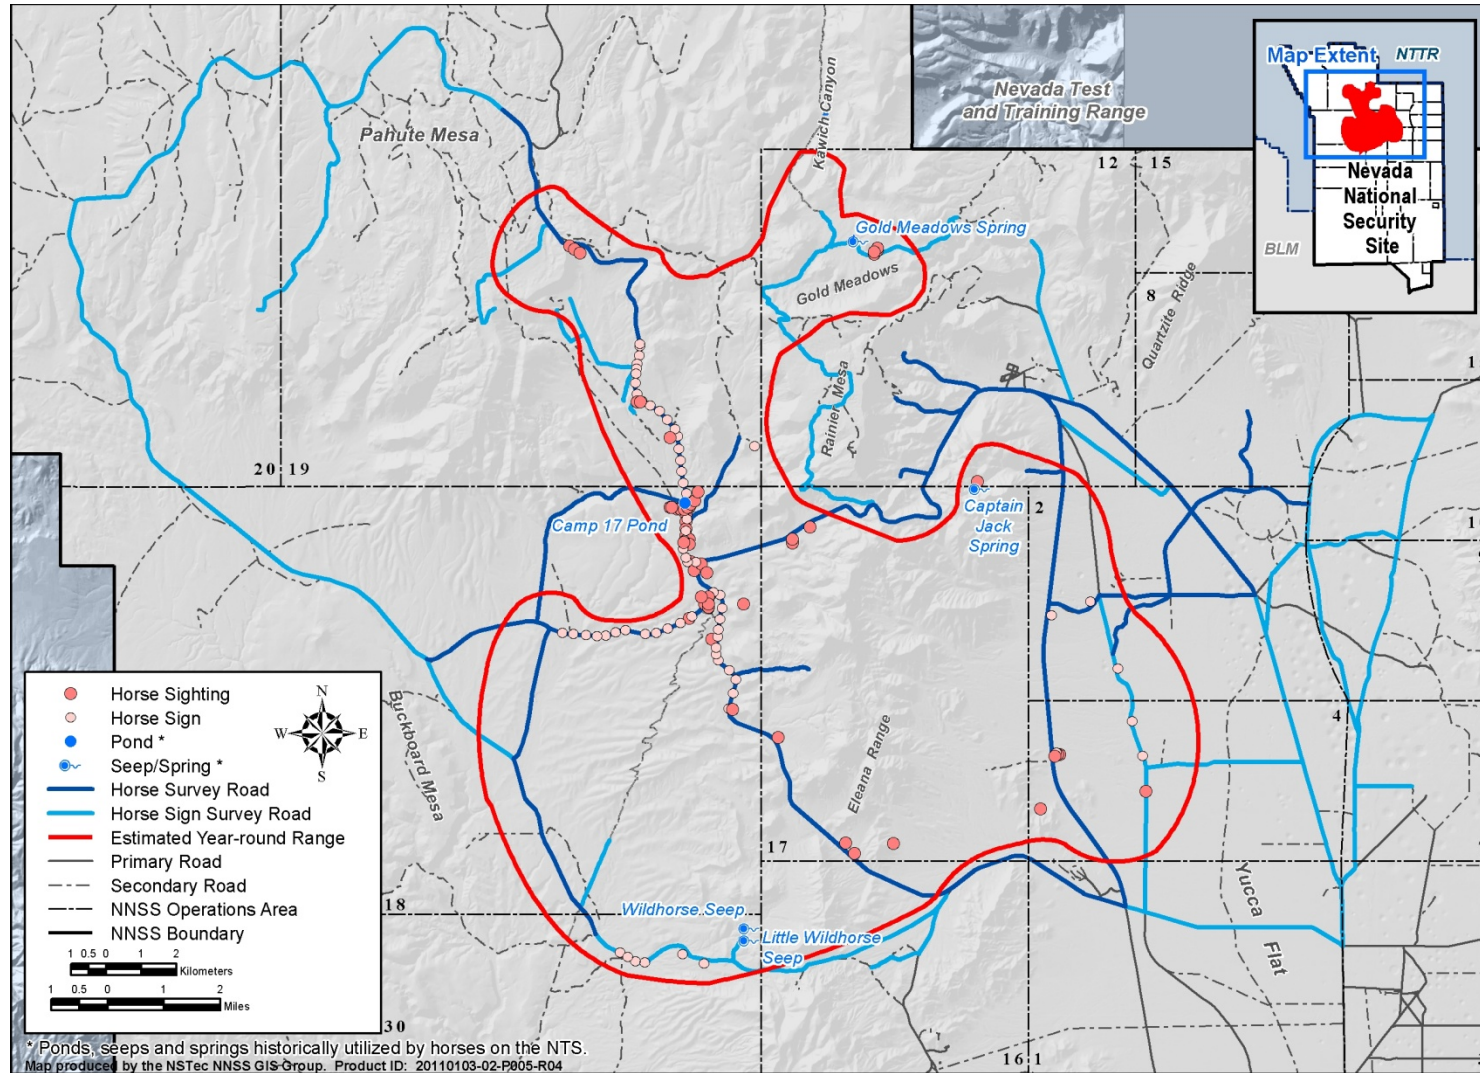 Pahute Mesa
Kawich Canyon
Nevada Test
and Training Range
Map Extent
NTTR
Nevada
National
Security
Site
BLM
12
15
Gold Meadows Spring
Gold Meadows
8
Quartzite Ridge
Rainier Mesa
1
20
19
Camp 17 Pond
Captain
Jack
Spring
2
1
Buckboard Mesa
Eleana Range
4
17
18
Wildhorse Seep
Little Wildhorse
Seep
Yucca
Flat
30
16
1
Horse Sighting
Horse Sign
Pond *
Seep/Spring *
Horse Survey Road
Horse Sign Survey Road
Estimated Year-round Range
Primary Road
Secondary Road
NNSS Operations Area
NNSS Boundary
N
W
E
S
1 0.5 0 1 2
Kilometers
1 0.5 0 1 2
Miles
* Ponds, seeps and springs historically utilized by horses on the NTS.
Map produced by the NSTec NNSS GIS Group. Product ID: 20110103-02-P005-R04